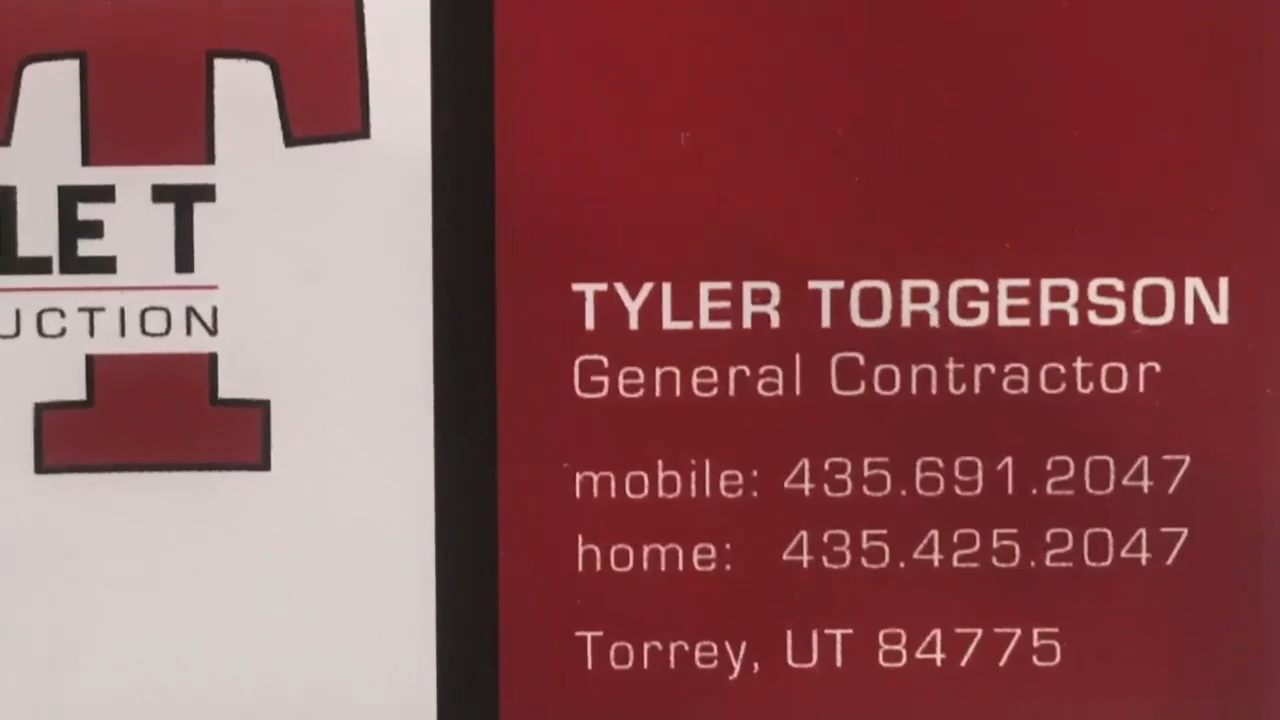 LE T
UCTION
TYLER TORGERSON
General Contractor
mobile: 435.691.2047
home: 435.425.2047
Torrey, UT 84775